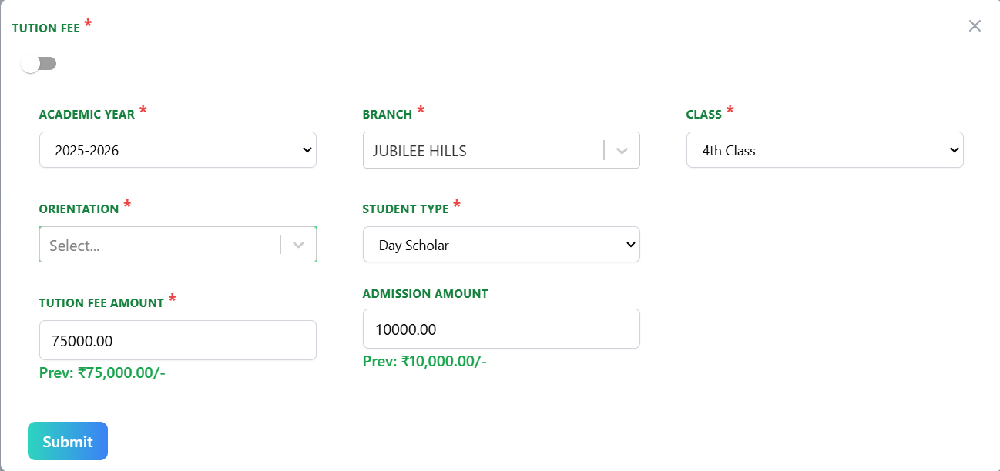 TUTION FEE *
ACADEMIC YEAR *
BRANCH *
CLASS *
2025-2026
JUBILEE HILLS
4th Class
ORIENTATION *
STUDENT TYPE *
Select...
Day Scholar
TUTION FEE AMOUNT *
ADMISSION AMOUNT
75000.00
10000.00
Prev: ₹75,000.00/-
Prev: ₹10,000.00/-
Submit